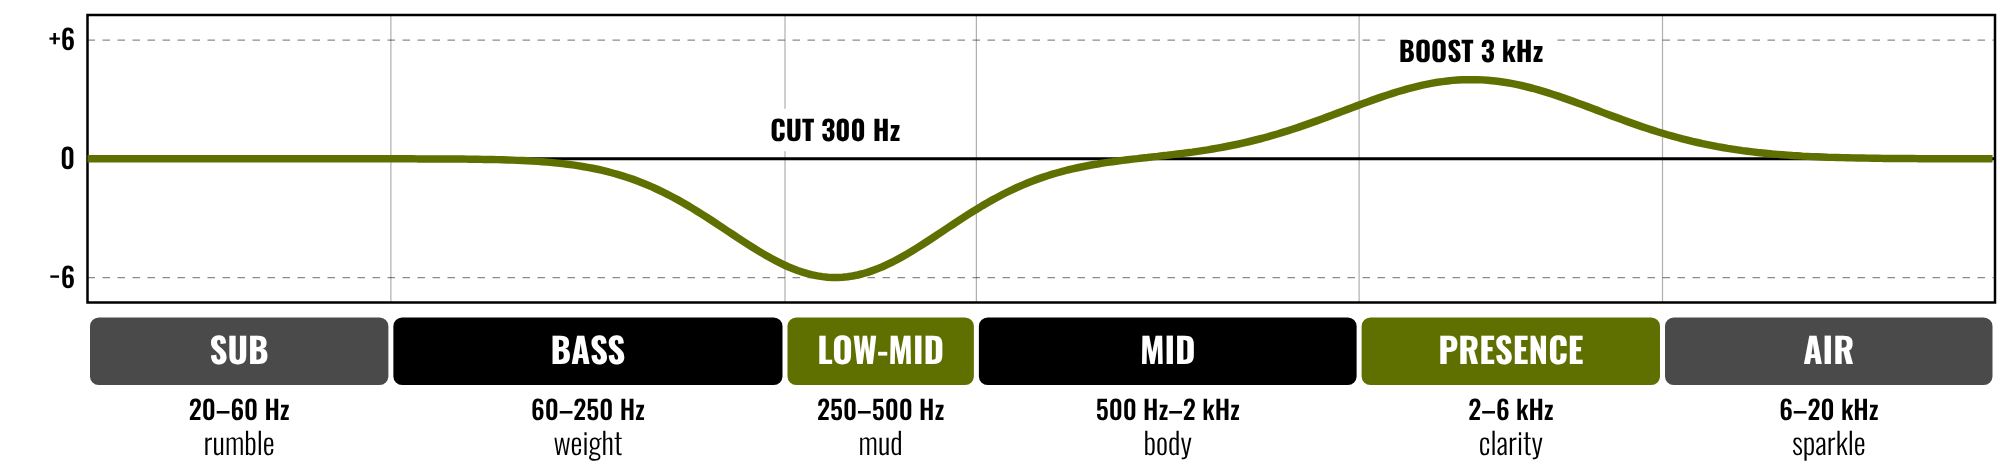 +6
BOOST 3 kHz
CUT 300 Hz
0
−6
SUB
BASS
LOW-MID
MID
PRESENCE
AIR
20–60 Hz
60–250 Hz
250–500 Hz
500 Hz–2 kHz
2–6 kHz
6–20 kHz
rumble
weight
mud
body
clarity
sparkle